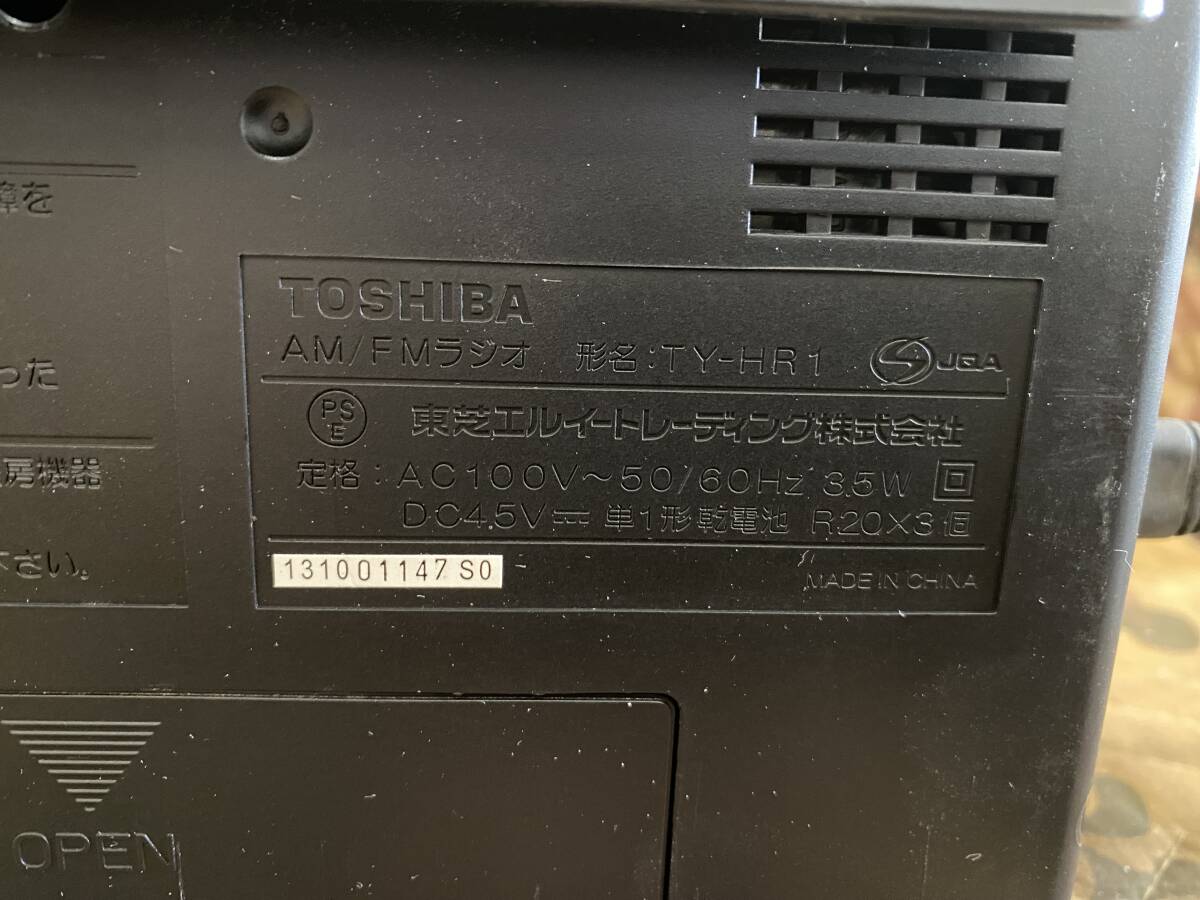 障を
った
房機器
さい。
TOSHIBA
AM/FMラジオ 形名:TY-HR1 JQA
PS
E
東芝エルイートレーディング株式会社
定格:AC100V～50/60Hz 3.5W
DC4.5V⎓ 単1形乾電池 R20×3個
131001147 S0
MADE IN CHINA
OPEN